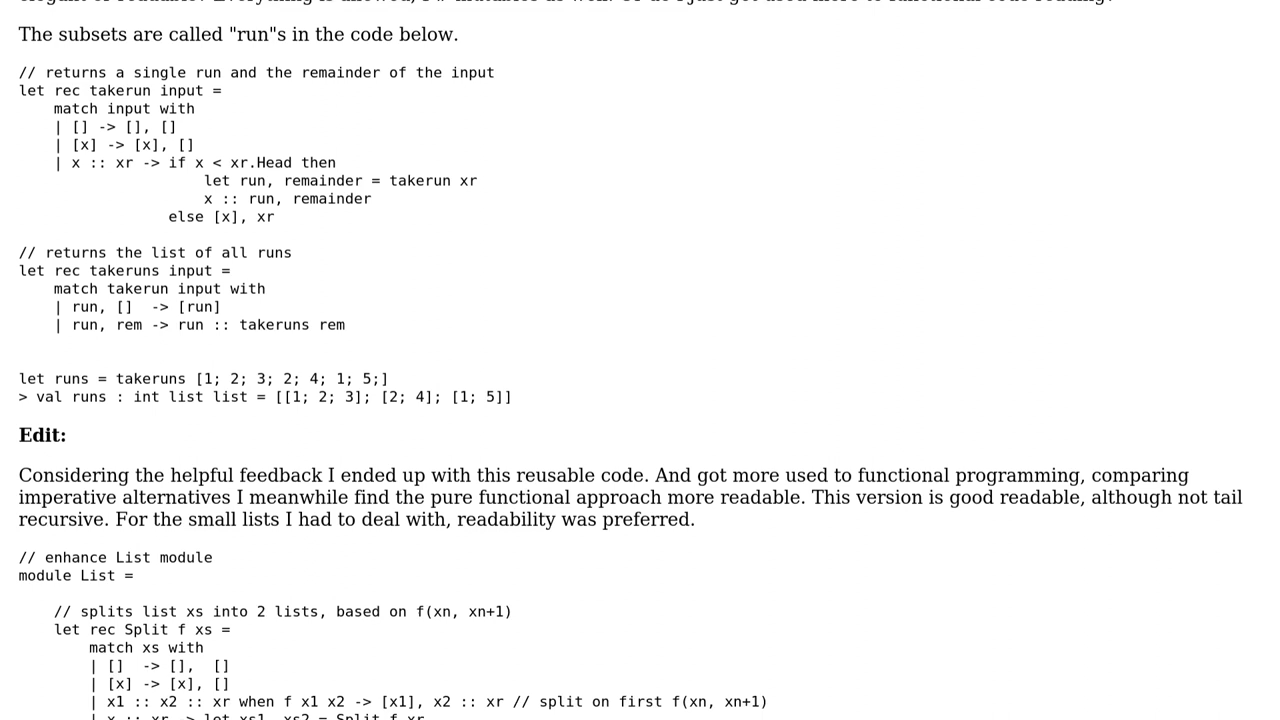 The subsets are called "run"s in the code below.
// returns a single run and the remainder of the input
let rec takerun input =
    match input with
    | [] -> [], []
    | [x] -> [x], []
    | x :: xr -> if x < xr.Head then
                     let run, remainder = takerun xr
                     x :: run, remainder
                 else [x], xr
// returns the list of all runs
let rec takeruns input =
    match takerun input with
    | run, []  -> [run]
    | run, rem -> run :: takeruns rem
let runs = takeruns [1; 2; 3; 2; 4; 1; 5;]
> val runs : int list list = [[1; 2; 3]; [2; 4]; [1; 5]]
Edit:
Considering the helpful feedback I ended up with this reusable code. And got more used to functional programming, comparing
imperative alternatives I meanwhile find the pure functional approach more readable. This version is good readable, although not tail
recursive. For the small lists I had to deal with, readability was preferred.
// enhance List module
module List =
    // splits list xs into 2 lists, based on f(xn, xn+1)
    let rec Split f xs =
        match xs with
        | []  -> [],  []
        | [x] -> [x], []
        | x1 :: x2 :: xr when f x1 x2 -> [x1], x2 :: xr // split on first f(xn, xn+1)
        | x :: xr -> let xs1, xs2 = Split f xr